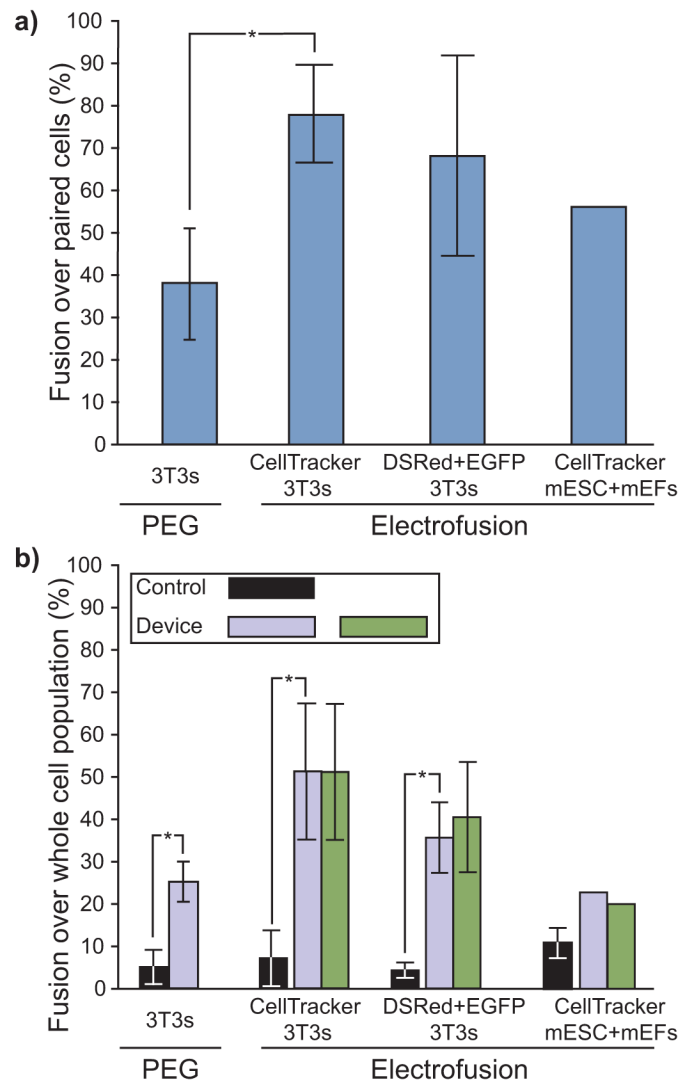 a)
Fusion over paired cells (%)
100
90
80
70
60
50
40
30
20
10
0
*
3T3s
CellTracker
3T3s
DSRed+EGFP
3T3s
CellTracker
mESC+mEFs
PEG
Electrofusion
b)
Fusion over whole cell population (%)
100
90
80
70
60
50
40
30
20
10
0
Control
Device
*
*
*
3T3s
CellTracker
3T3s
DSRed+EGFP
3T3s
CellTracker
mESC+mEFs
PEG
Electrofusion